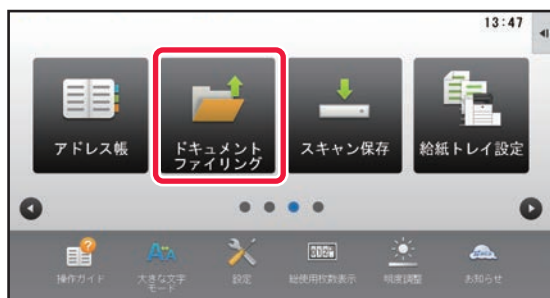 13:47
アドレス帳
ドキュメント
ファイリング
スキャン保存
給紙トレイ設定
操作ガイド
大きな文字
モード
設定
総使用枚数表示
明度調整
お知らせ